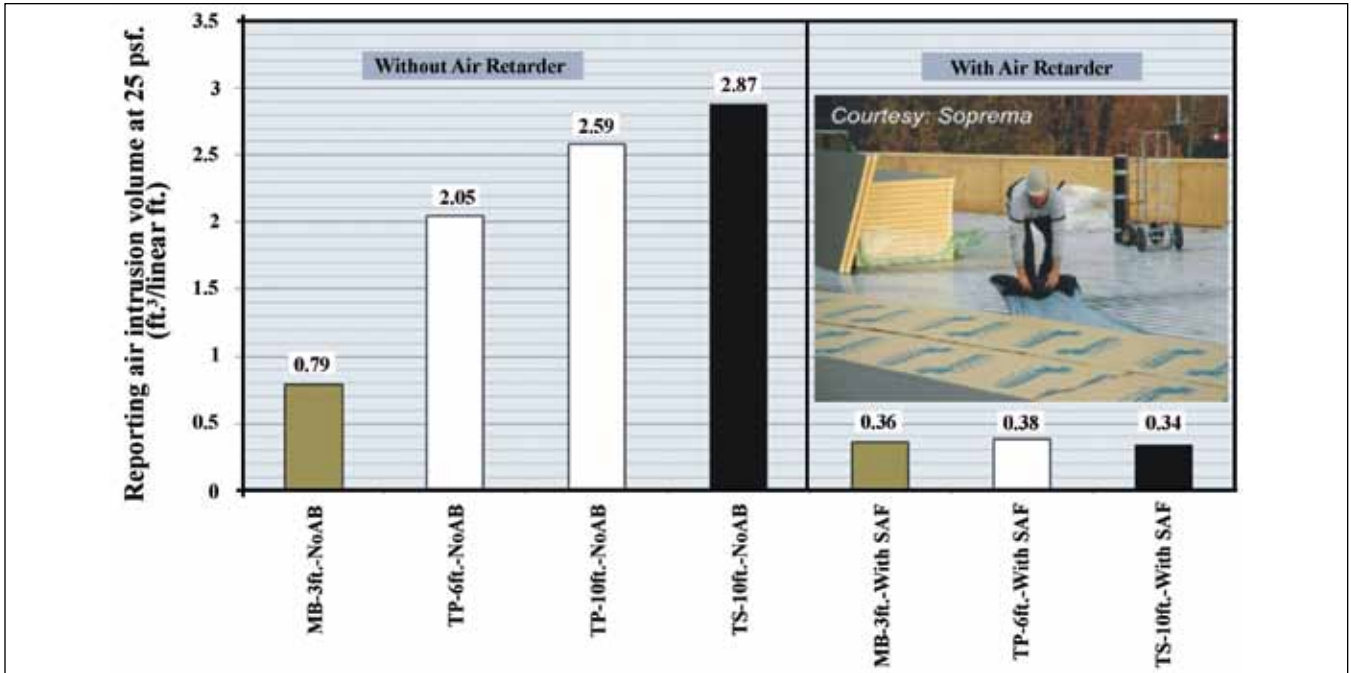 Reporting air intrusion volume at 25 psf.
(ft.³/linear ft.)
3.5
3
2.5
2
1.5
1
0.5
0
Without Air Retarder
0.79
2.05
2.59
2.87
With Air Retarder
Courtesy: Soprema
0.36
0.38
0.34
MB-3ft.-NoAB
TP-6ft.-NoAB
TP-10ft.-NoAB
TS-10ft.-NoAB
MB-3ft.-With SAF
TP-6ft.-With SAF
TS-10ft.-With SAF